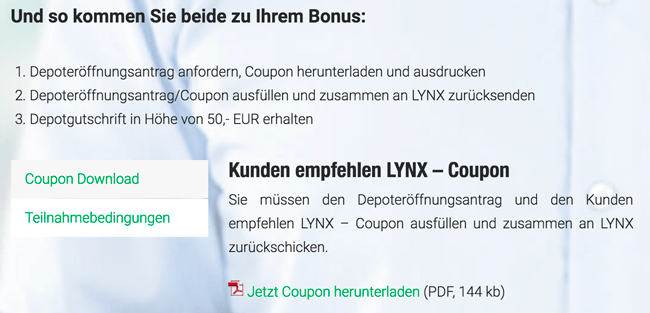 Und so kommen Sie beide zu Ihrem Bonus:
1. Depoteröffnungsantrag anfordern, Coupon herunterladen und ausdrucken
2. Depoteröffnungsantrag/Coupon ausfüllen und zusammen an LYNX zurücksenden
3. Depotgutschrift in Höhe von 50,- EUR erhalten
Coupon Download
Teilnahmebedingungen
Kunden empfehlen LYNX – Coupon
Sie müssen den Depoteröffnungsantrag und den Kunden
empfehlen LYNX – Coupon ausfüllen und zusammen an LYNX
zurückschicken.
Jetzt Coupon herunterladen (PDF, 144 kb)